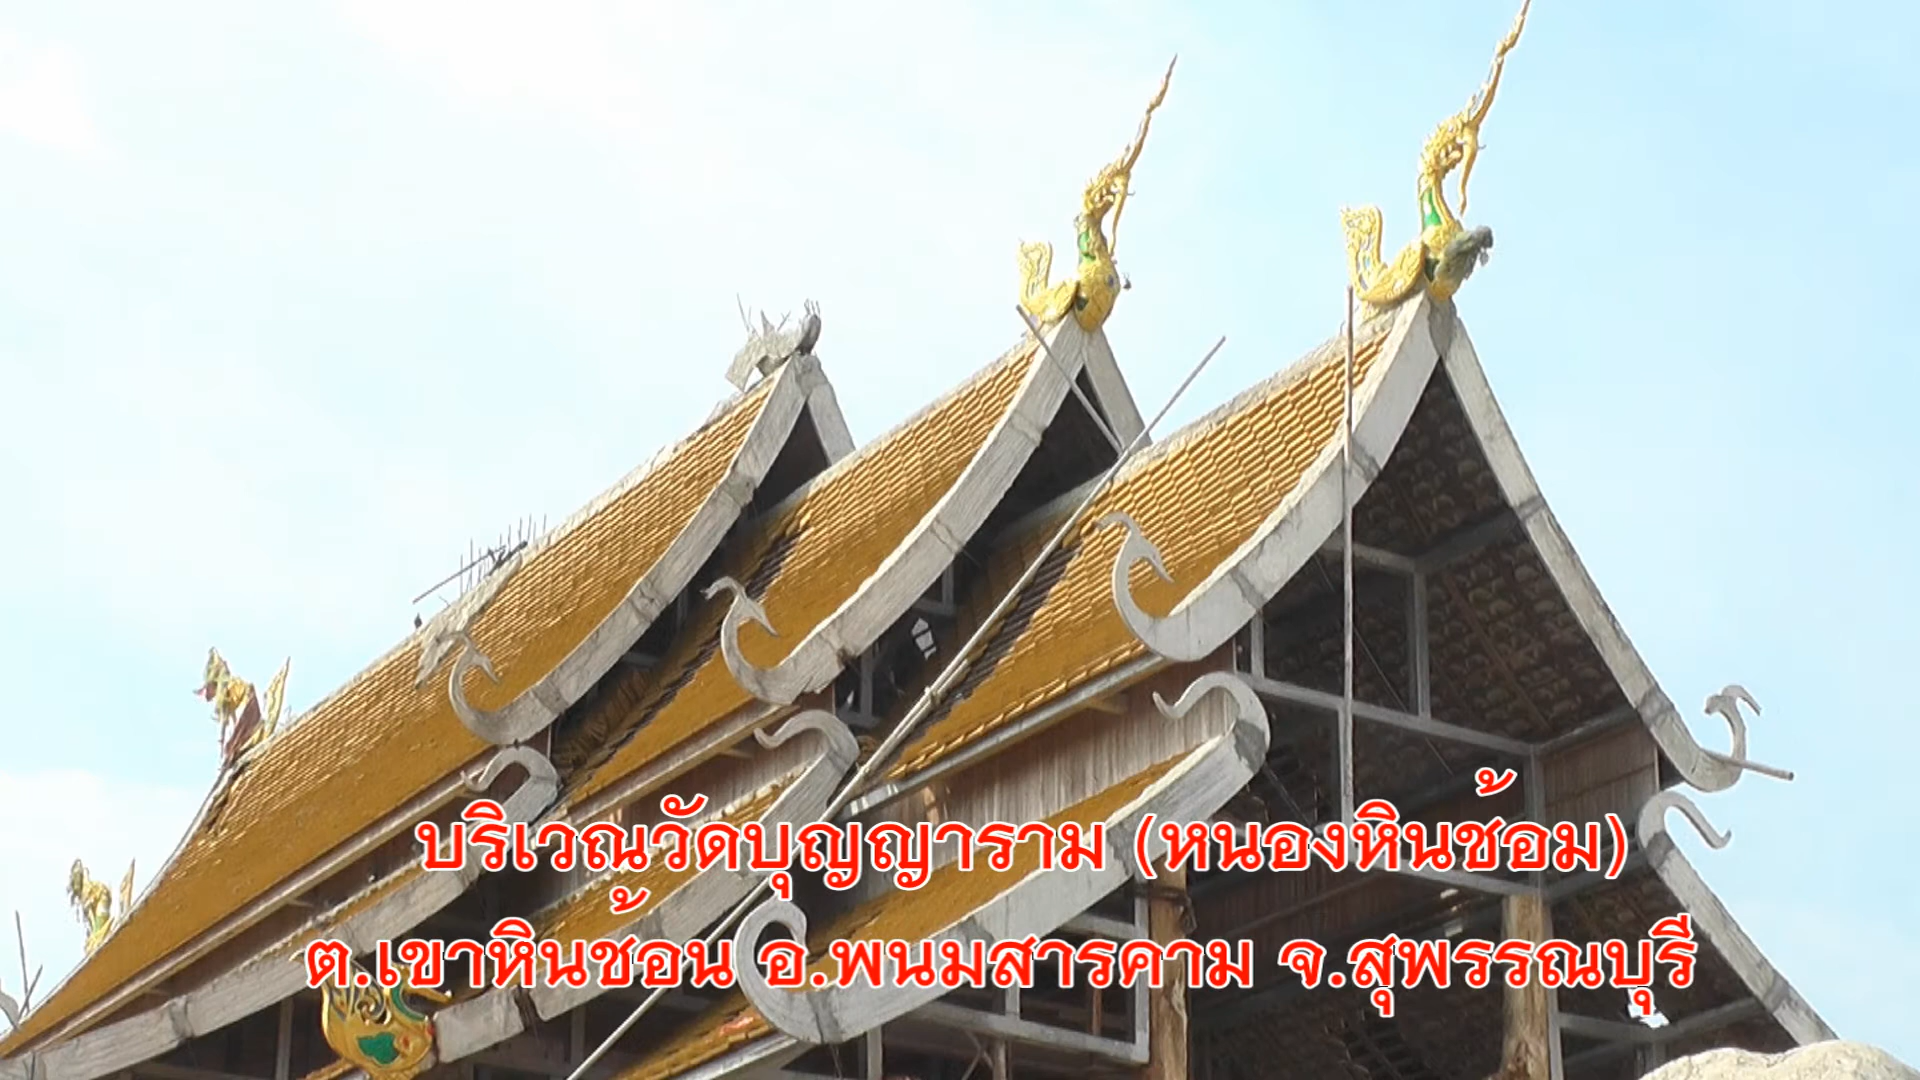 บริเวณวัดบุญญาราม (หนองหินช้อม)
ต.เขาหินช้อน อ.พนมสารคาม จ.สุพรรณบุรี